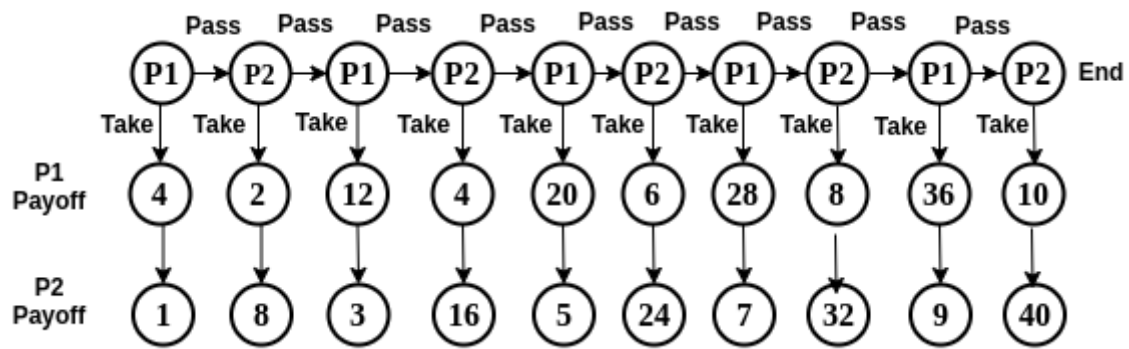 Pass Pass Pass Pass Pass Pass Pass Pass Pass
P1 P2 P1 P2 P1 P2 P1 P2 P1 P2 End
Take Take Take Take Take Take Take Take Take Take
P1
Payoff
4 2 12 4 20 6 28 8 36 10
P2
Payoff
1 8 3 16 5 24 7 32 9 40